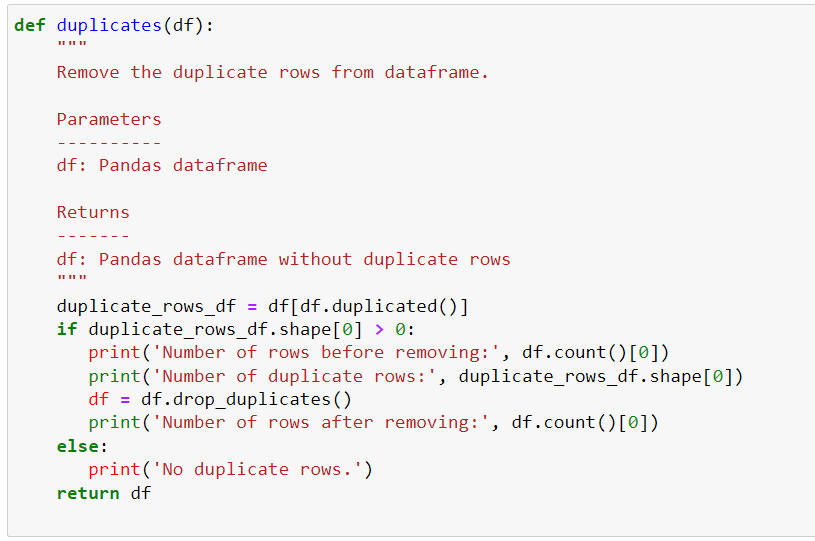 def duplicates(df):
    """
    Remove the duplicate rows from dataframe.

    Parameters
    ----------
    df: Pandas dataframe

    Returns
    -------
    df: Pandas dataframe without duplicate rows
    """
    duplicate_rows_df = df[df.duplicated()]
    if duplicate_rows_df.shape[0] > 0:
       print('Number of rows before removing:', df.count()[0])
       print('Number of duplicate rows:', duplicate_rows_df.shape[0])
       df = df.drop_duplicates()
       print('Number of rows after removing:', df.count()[0])
    else:
       print('No duplicate rows.')
    return df